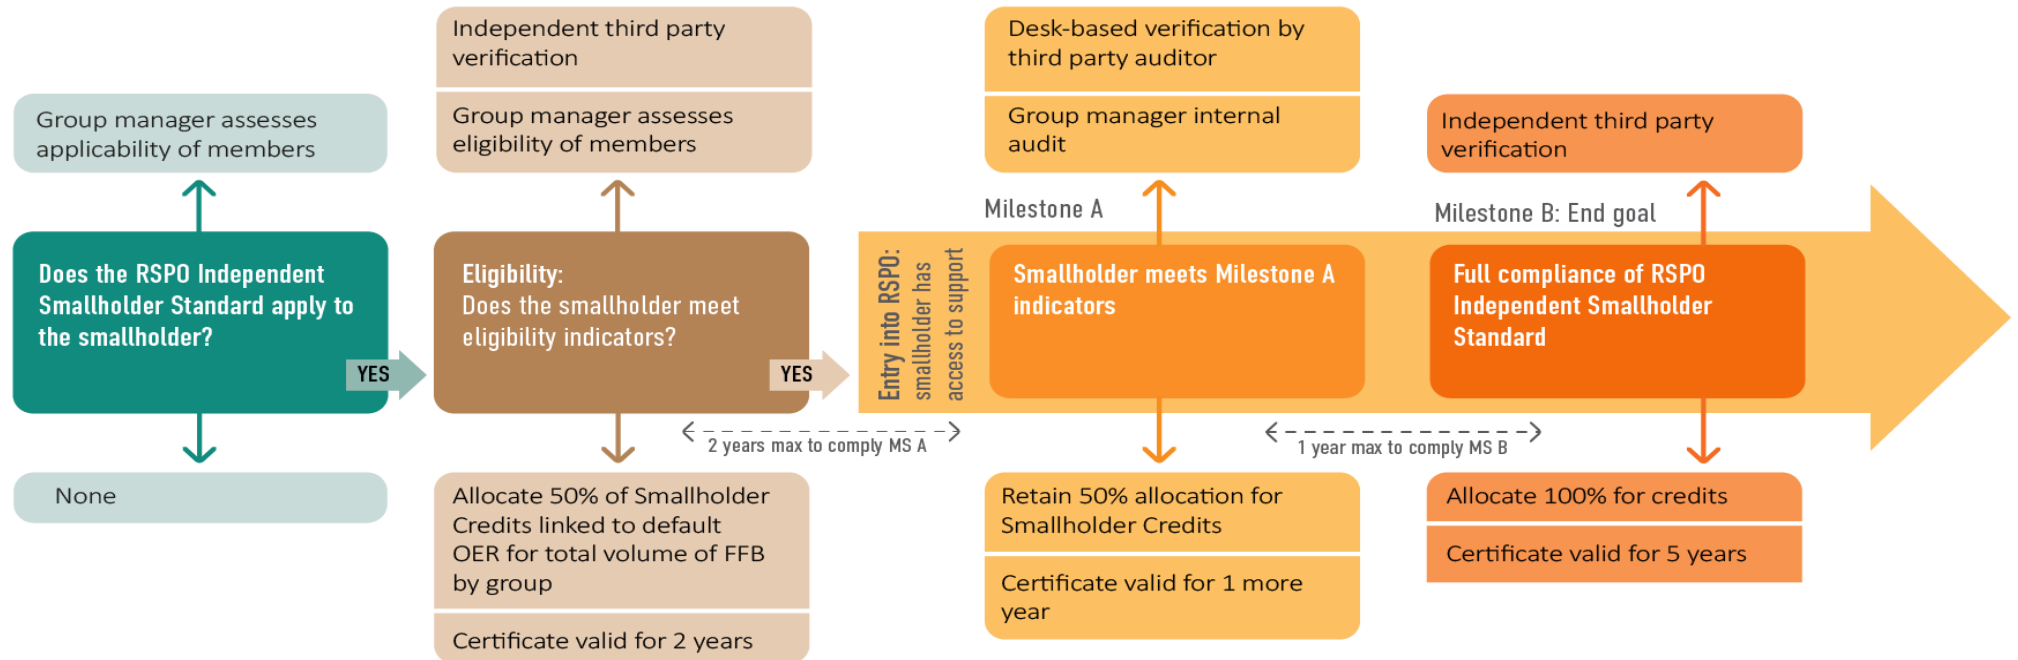 Group manager assesses
applicability of members
Does the RSPO Independent
Smallholder Standard apply to
the smallholder?
YES
None
Independent third party
verification
Group manager assesses
eligibility of members
Eligibility:
Does the smallholder meet
eligibility indicators?
YES
Allocate 50% of Smallholder
Credits linked to default
OER for total volume of FFB
by group
Certificate valid for 2 years
2 years max to comply MS A
Entry into RSPO:
smallholder has
access to support
Desk-based verification by
third party auditor
Group manager internal
audit
Milestone A
Smallholder meets Milestone A
indicators
Retain 50% allocation for
Smallholder Credits
Certificate valid for 1 more
year
1 year max to comply MS B
Independent third party
verification
Milestone B: End goal
Full compliance of RSPO
Independent Smallholder
Standard
Allocate 100% for credits
Certificate valid for 5 years